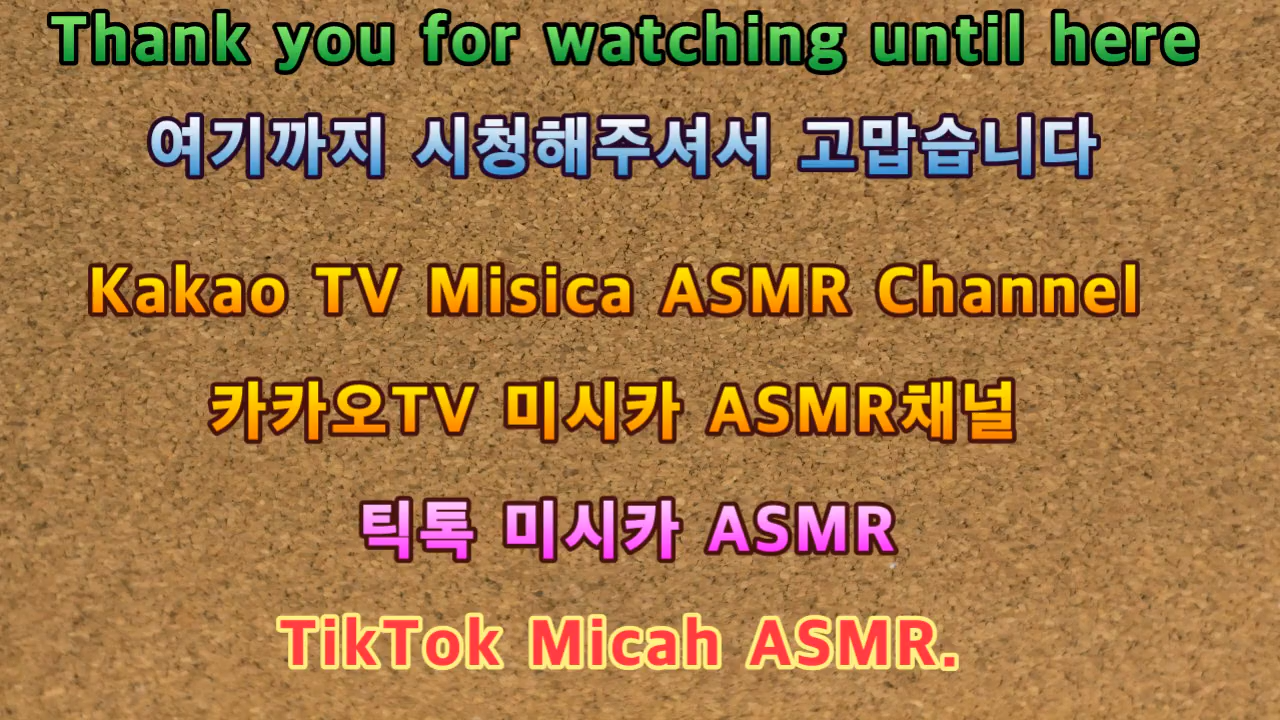 Thank you for watching until here
여기까지 시청해주셔서 고맙습니다
Kakao TV Misica ASMR Channel
카카오TV 미시카 ASMR채널
틱톡 미시카 ASMR
TikTok Micah ASMR.